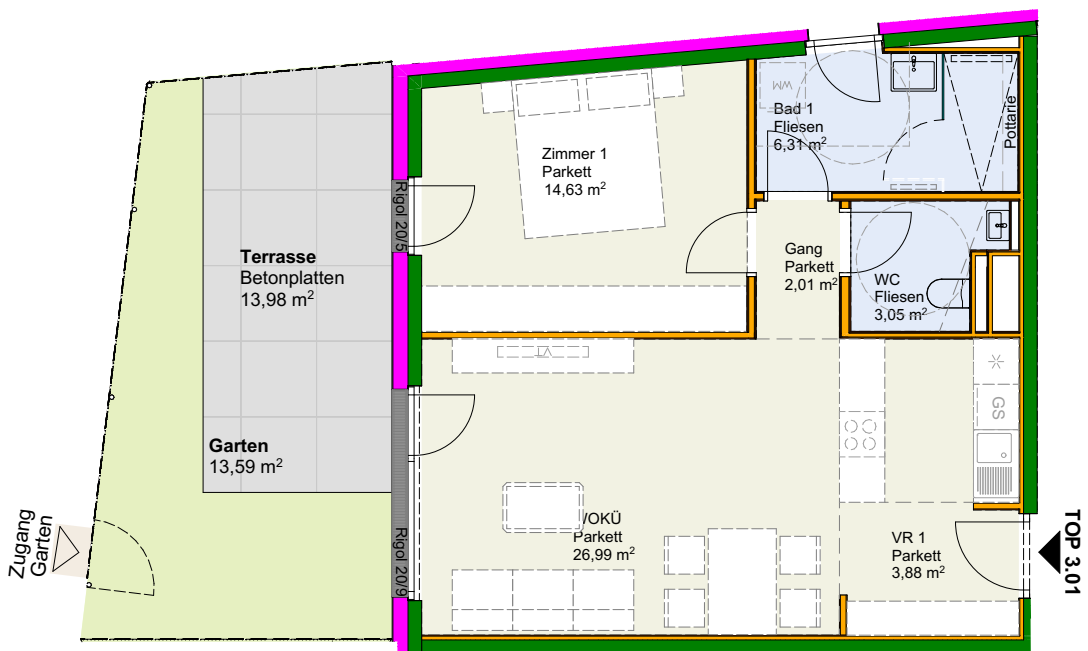 WM
Bad 1
Fliesen
6,31 m²
Pottarie
Zimmer 1
Parkett
14,63 m²
Rigol 20/5
Terrasse
Betonplatten
13,98 m²
Gang
Parkett
2,01 m²
WC
Fliesen
3,05 m²
TV
GS
Garten
13,59 m²
Zugang
Garten
Rigol 20/9
/OKÜ
Parkett
26,99 m²
VR 1
Parkett
3,88 m²
TOP 3.01